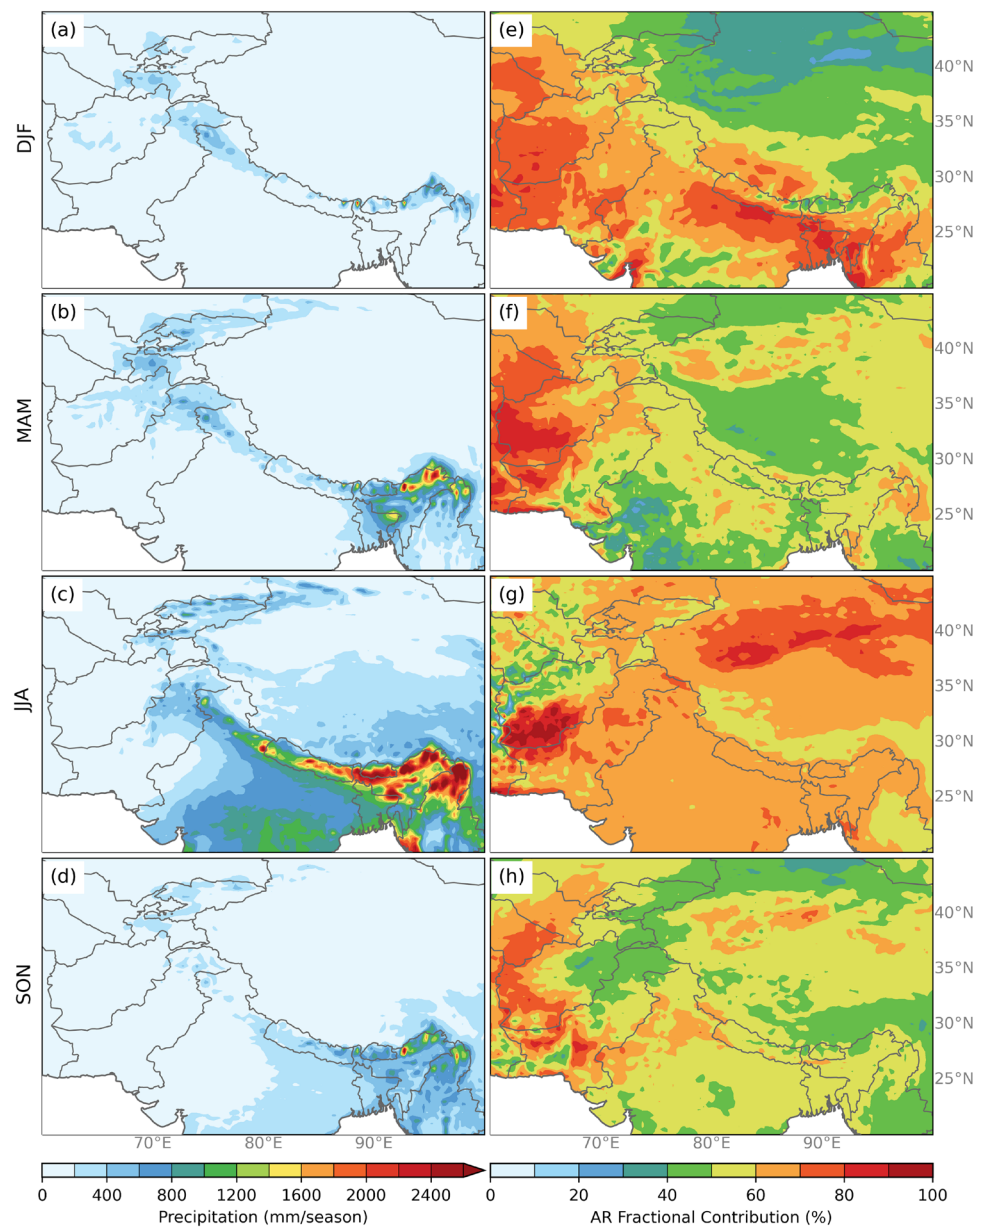 (a)
(e)
DJF
40°N
35°N
30°N
25°N
(b)
(f)
MAM
40°N
35°N
30°N
25°N
(c)
(g)
JJA
40°N
35°N
30°N
25°N
(d)
(h)
SON
40°N
35°N
30°N
25°N
70°E 80°E 90°E 70°E 80°E 90°E
0 400 800 1200 1600 2000 2400 0 20 40 60 80 100
Precipitation (mm/season) AR Fractional Contribution (%)